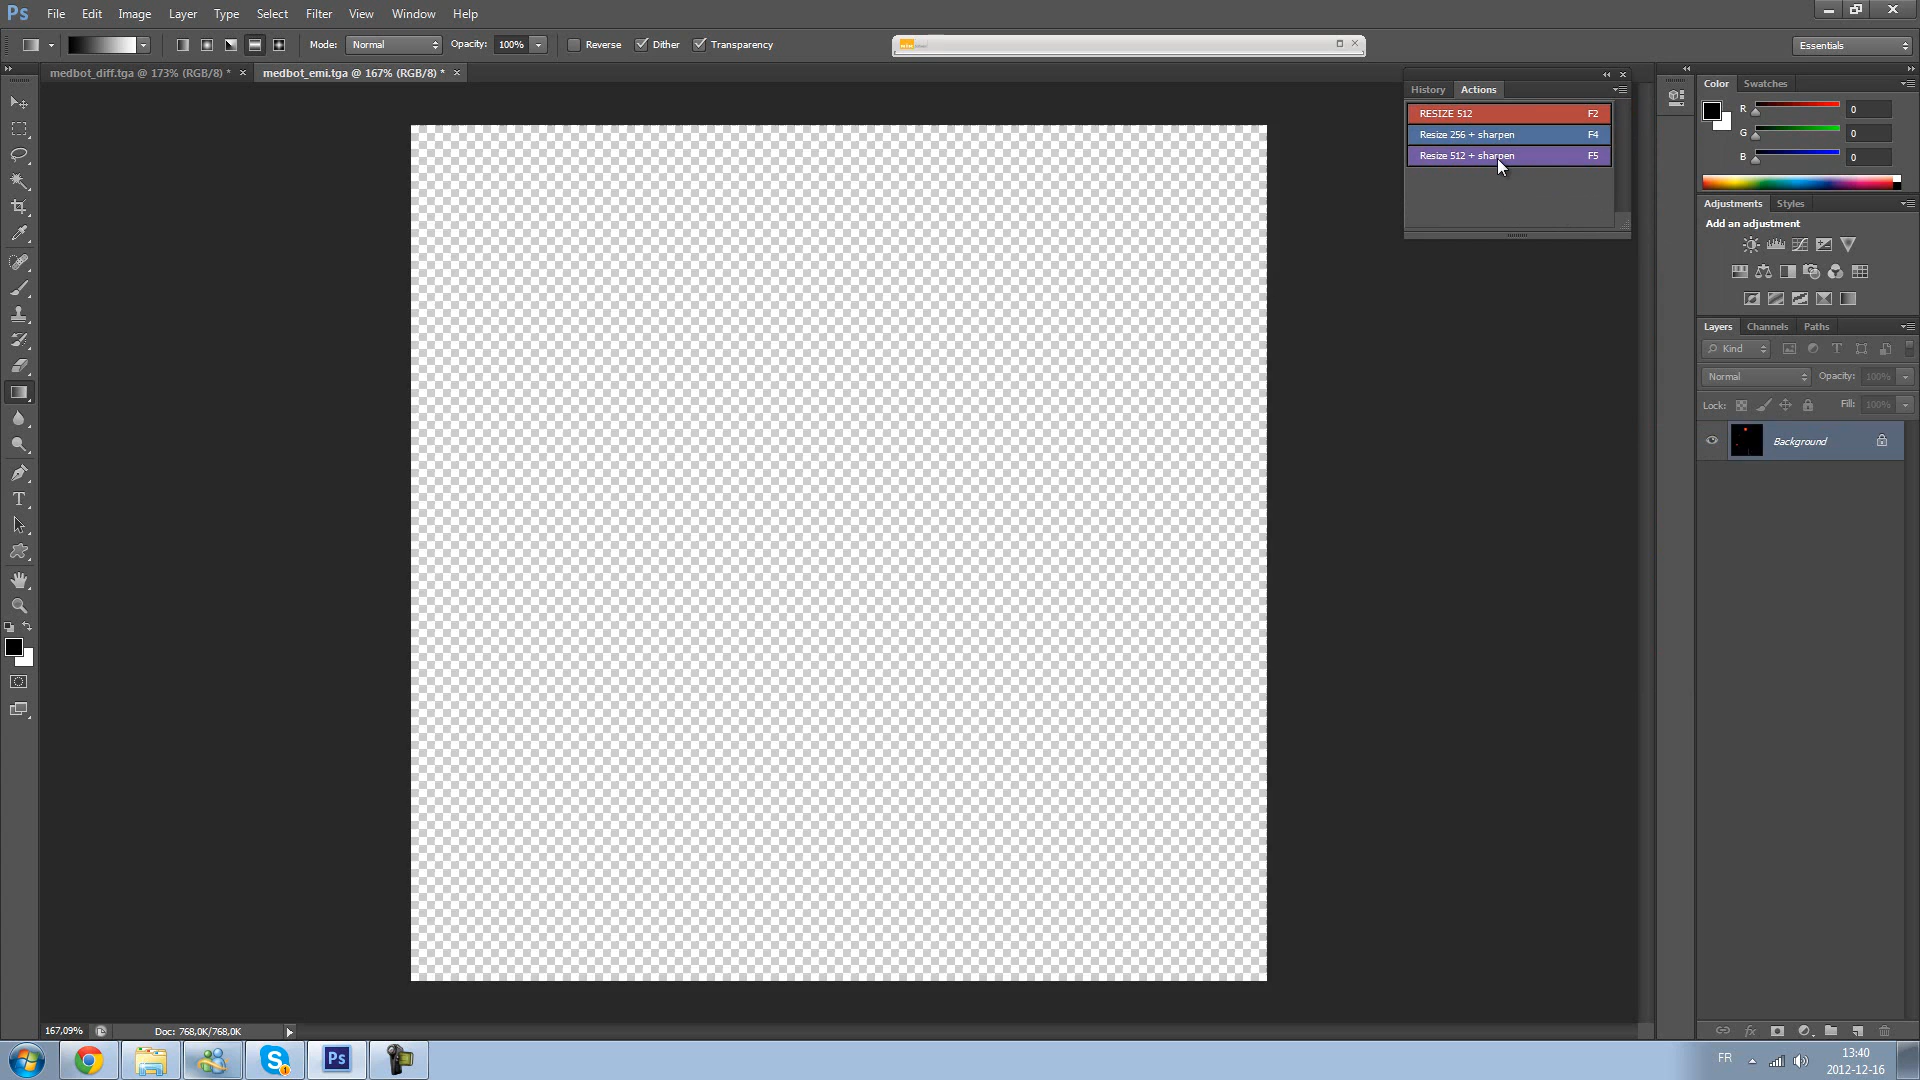 Ps File Edit Image Layer Type Select Filter View Window Help
Mode: Normal Opacity: 100% Reverse Dither Transparency Essentials
medbot_diff.tga @ 173% (RGB/8) * × medbot_emi.tga @ 167% (RGB/8) * ×
History Actions
RESIZE 512 F2
Resize 256 + sharpen F4
Resize 512 + sharpen F5
Color Swatches
R 0
G 0
B 0
Adjustments Styles
Add an adjustment
Layers Channels Paths
Kind
Normal Opacity: 100%
Lock: Fill: 100%
Background
167,09% Doc: 768,0K/768,0K
Ps FR 13:40
2012-12-16